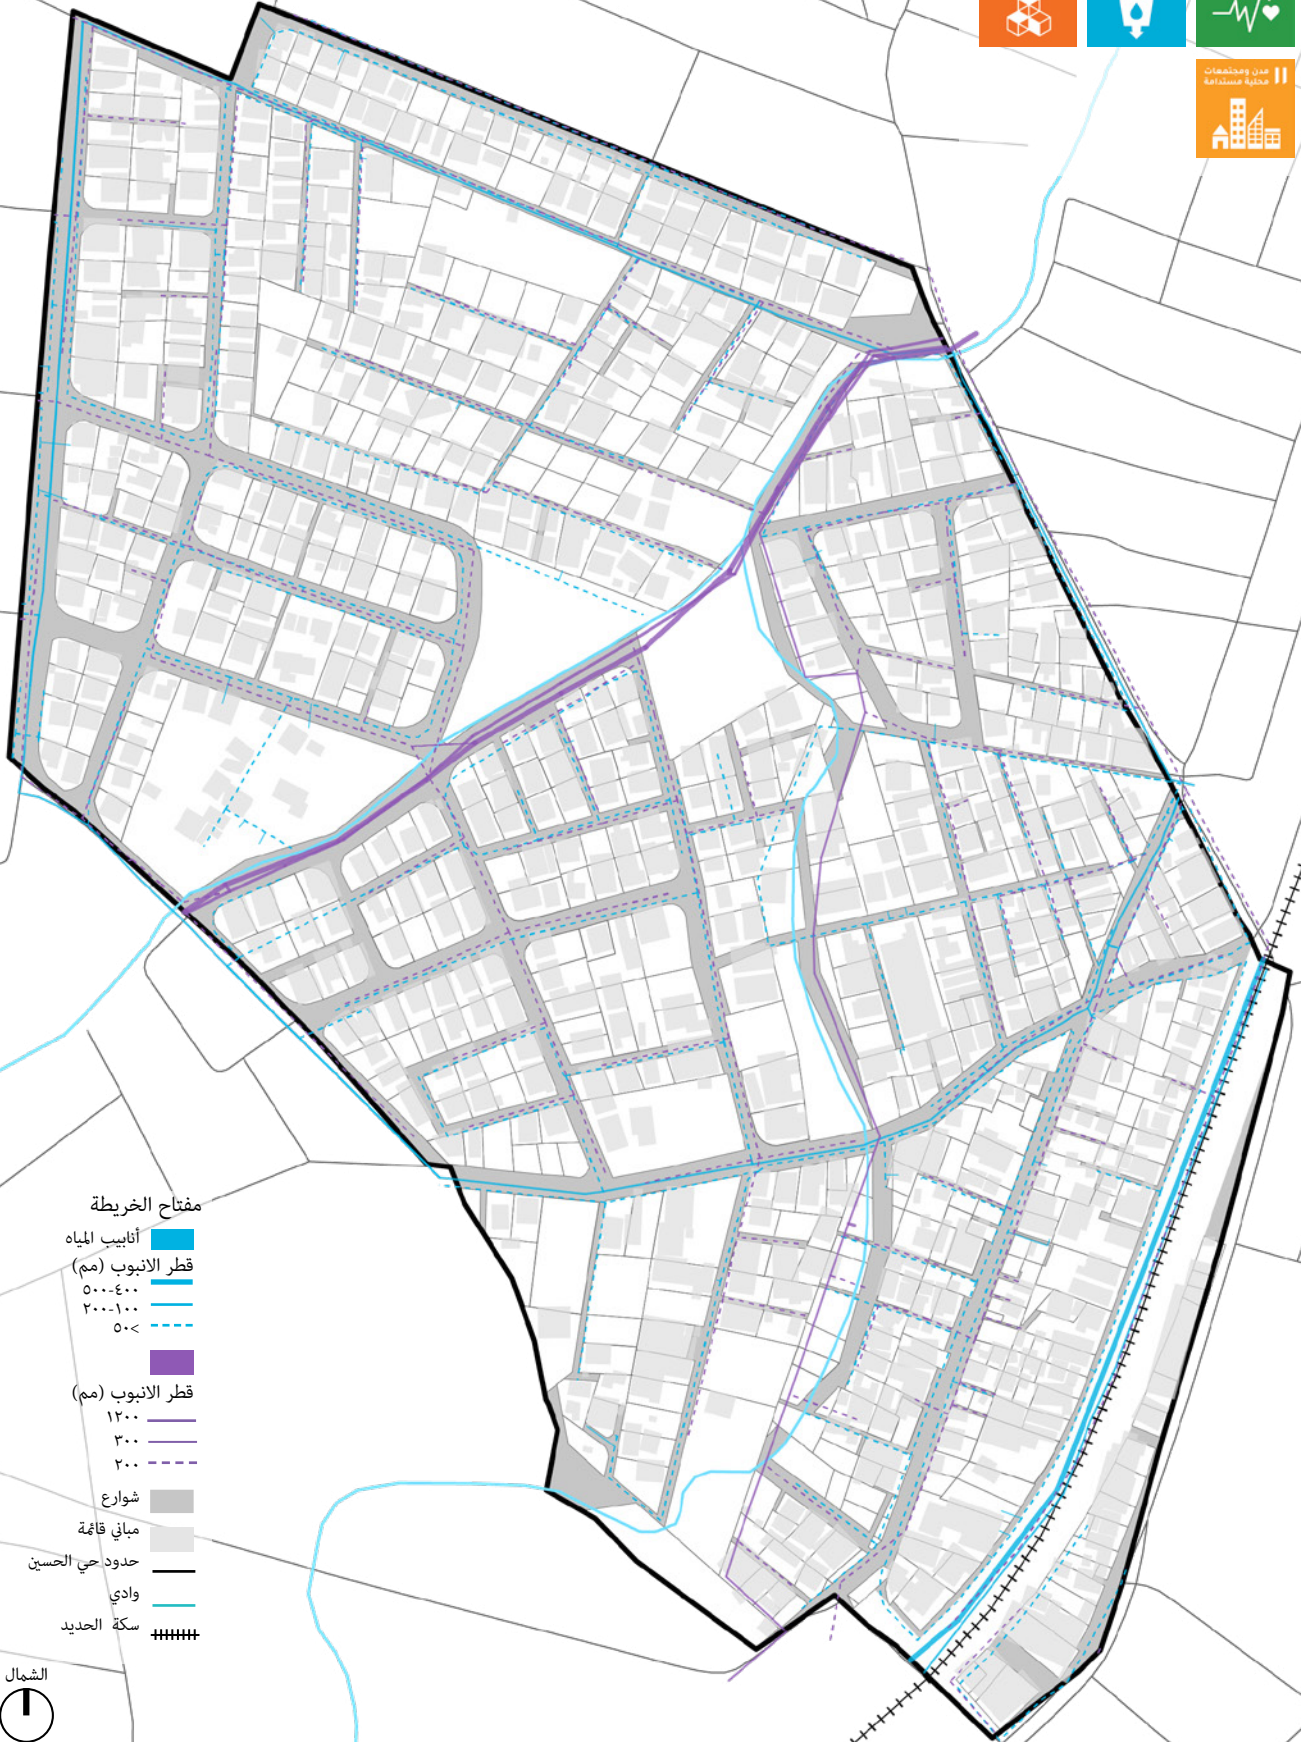 ١١ مدن ومجتمعات
محلية مستدامة
مفتاح الخريطة
أنابيب المياه
قطر الانبوب (مم)
٤٠٠-٥٠٠
١٠٠-٢٠٠
>٥٠
قطر الانبوب (مم)
١٢٠٠
٣٠٠
٢٠٠
شوارع
مباني قائمة
حدود حي الحسين
وادي
سكة الحديد
الشمال